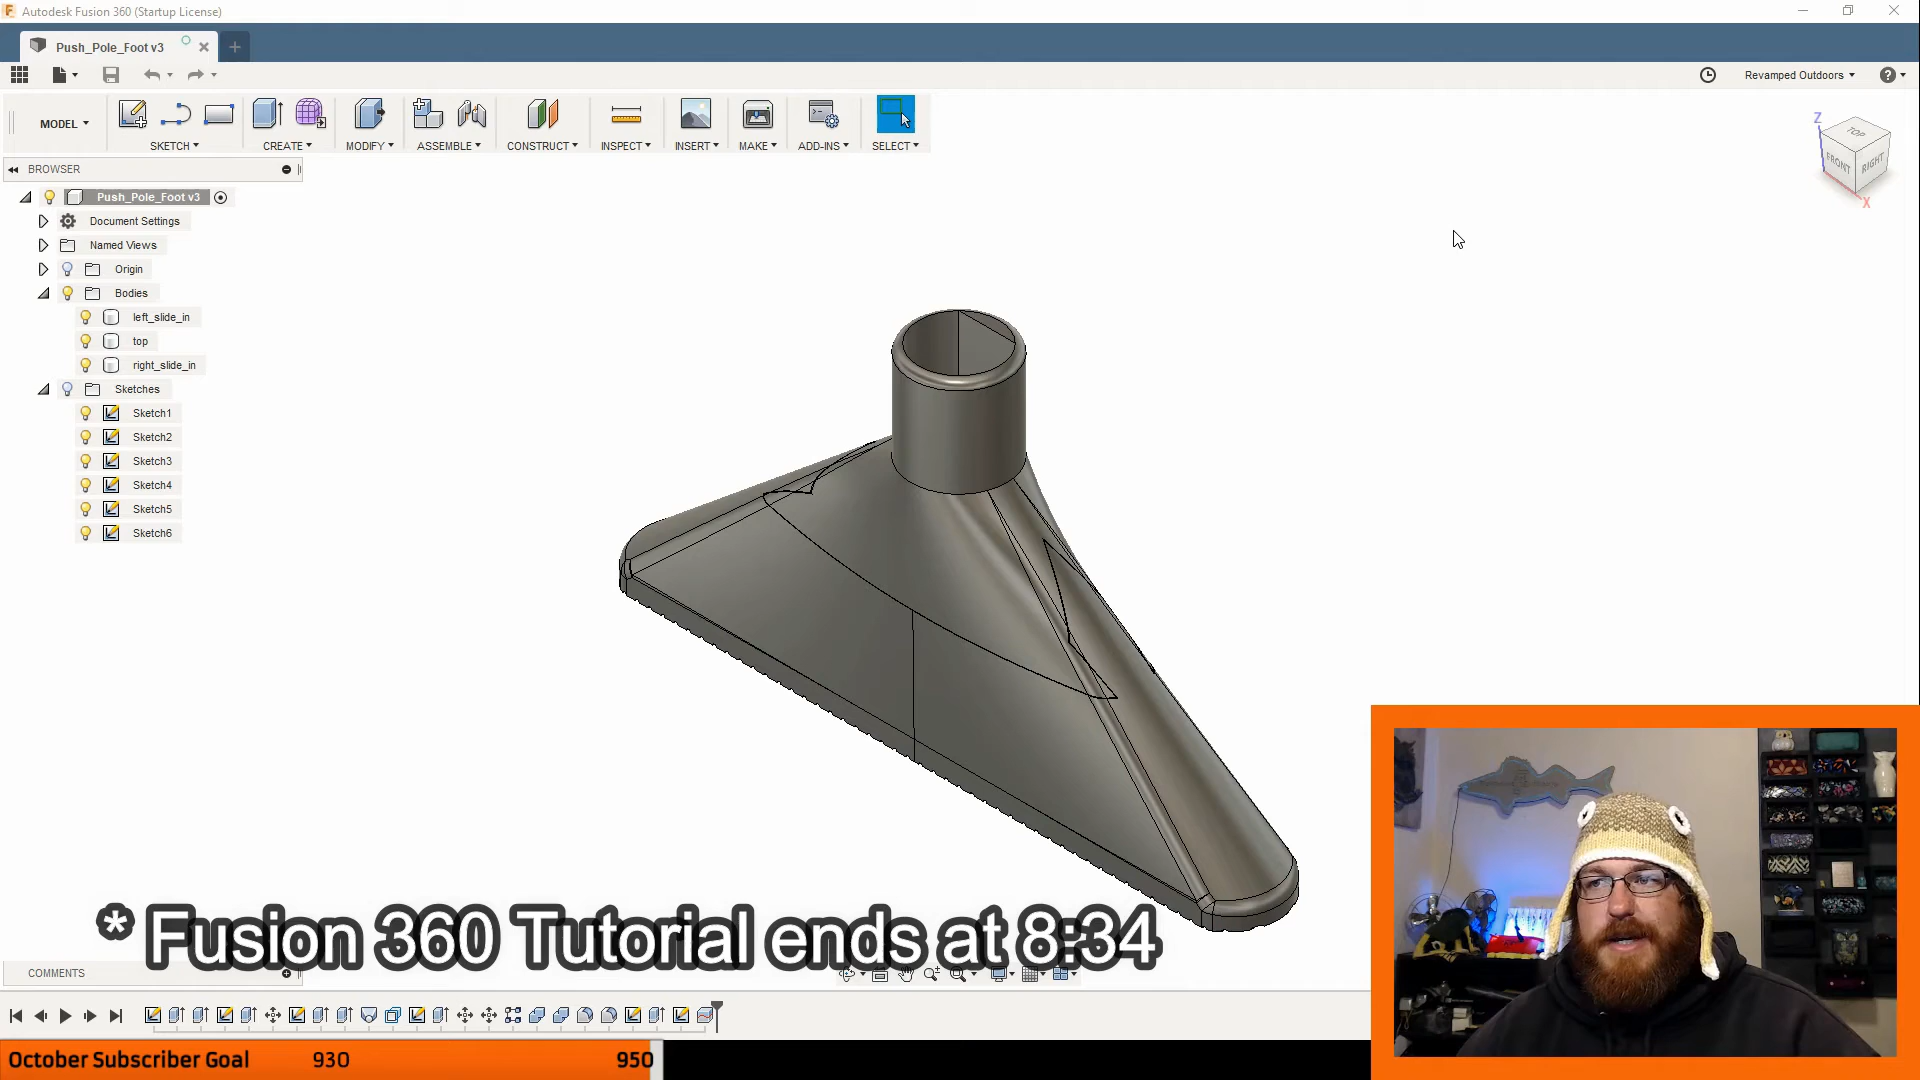 Autodesk Fusion 360 (Startup License)
Push_Pole_Foot v3
Revamped Outdoors
MODEL
SKETCH
CREATE
MODIFY
ASSEMBLE
CONSTRUCT
INSPECT
INSERT
MAKE
ADD-INS
SELECT
Z
TOP
FRONT
RIGHT
X
BROWSER
Push_Pole_Foot v3
Document Settings
Named Views
Origin
Bodies
left_slide_in
top
right_slide_in
Sketches
Sketch1
Sketch2
Sketch3
Sketch4
Sketch5
Sketch6
* Fusion 360 Tutorial ends at 8:34
COMMENTS
October Subscriber Goal 930 950